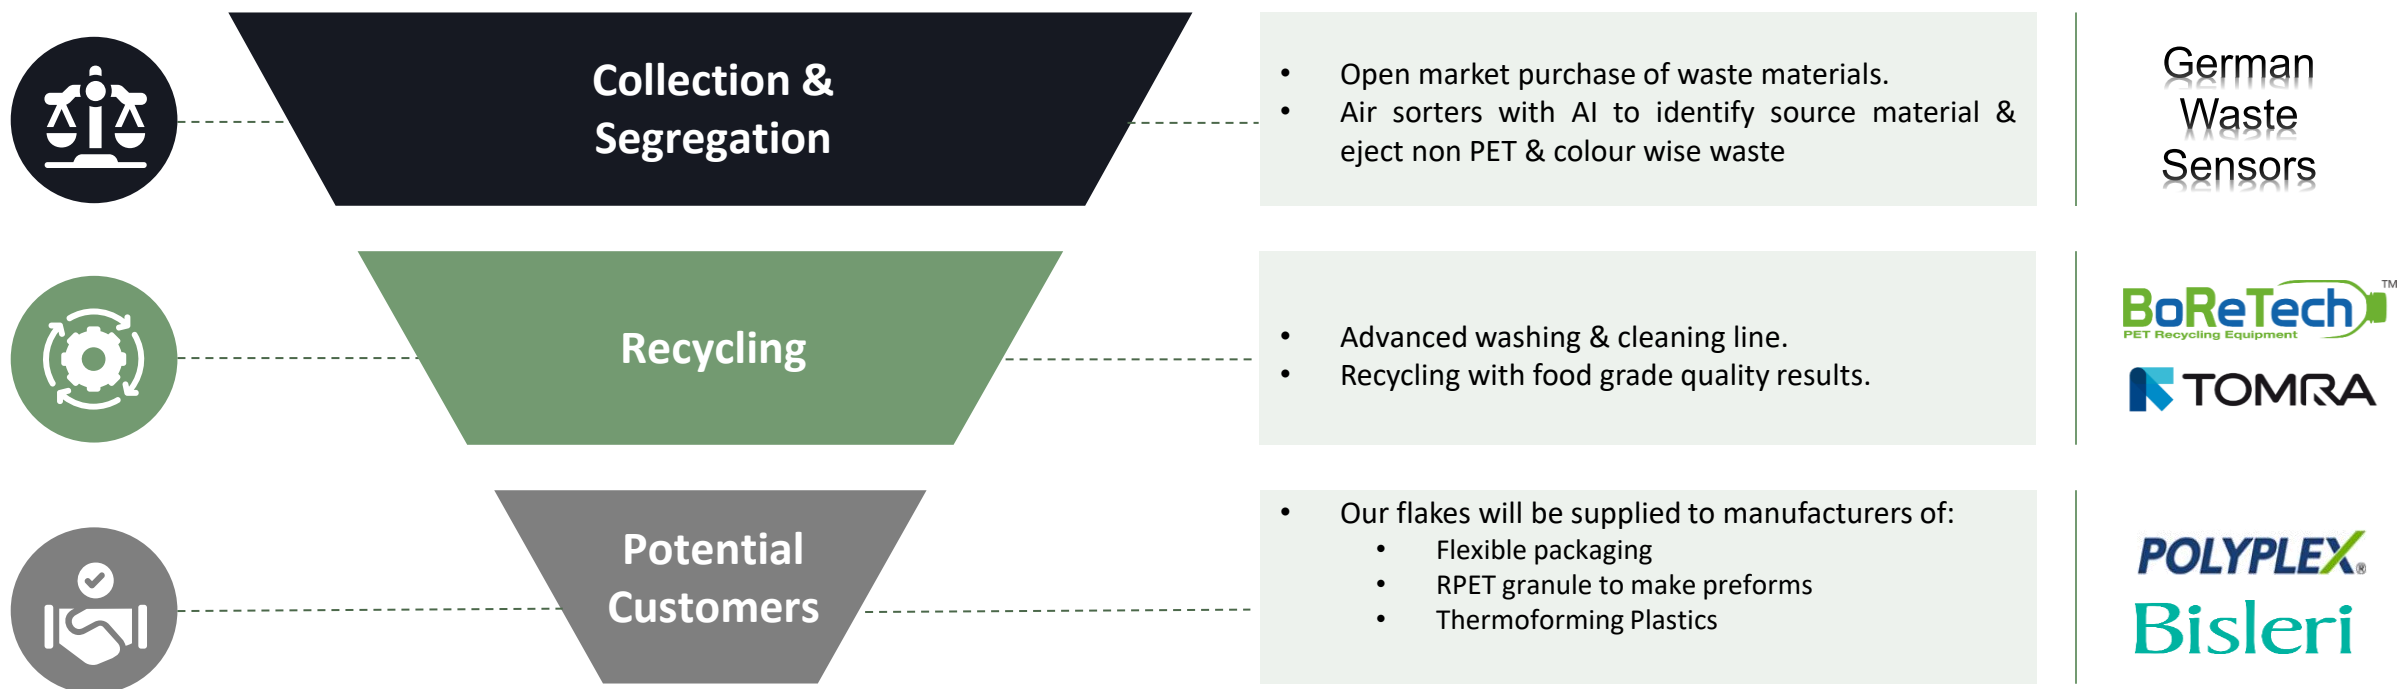 Collection &
Segregation
• Open market purchase of waste materials.
• Air sorters with AI to identify source material &
eject non PET & colour wise waste
German
Waste
Sensors
Recycling
• Advanced washing & cleaning line.
• Recycling with food grade quality results.
BoReTech™
PET Recycling Equipment
TOMRA
Potential
Customers
• Our flakes will be supplied to manufacturers of:
• Flexible packaging
• RPET granule to make preforms
• Thermoforming Plastics
POLYPLEX®
Bisleri